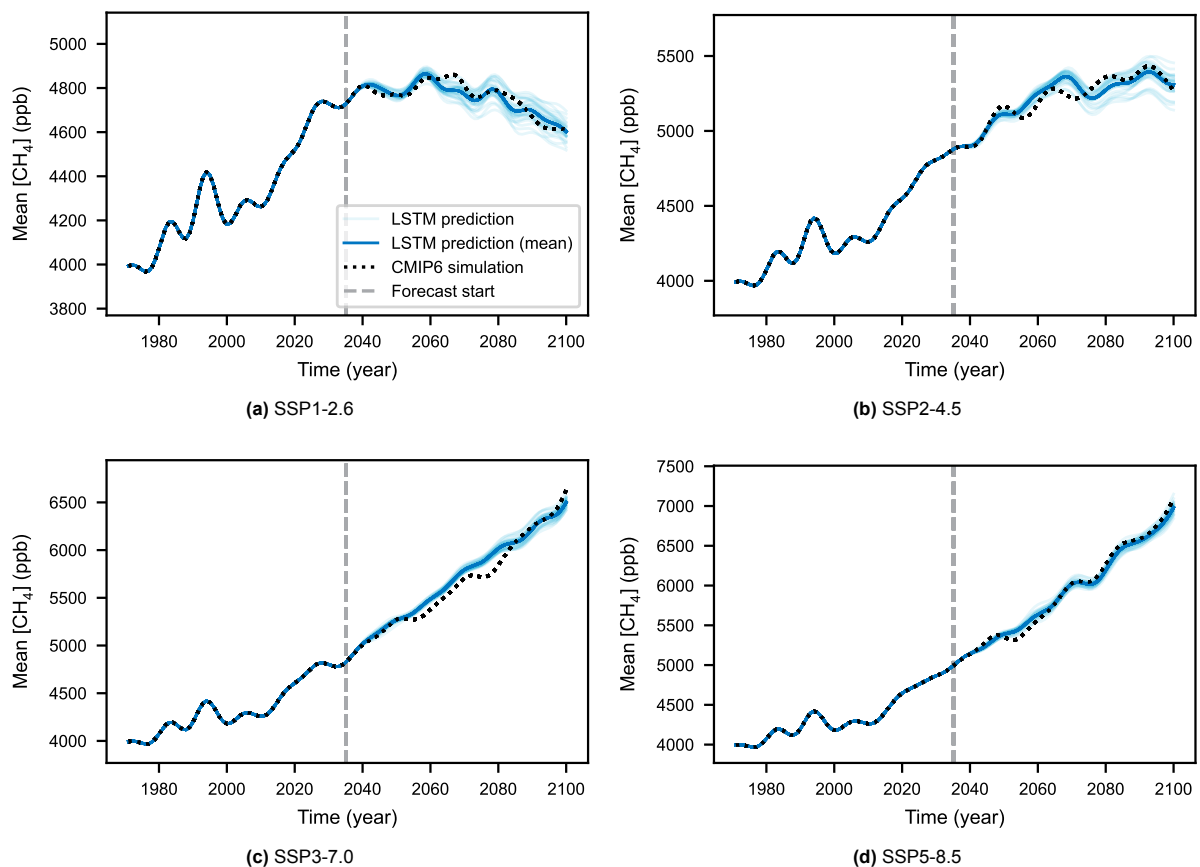 5000
4800
4600
4400
4200
4000
3800
Mean [CH₄] (ppb)
LSTM prediction
LSTM prediction (mean)
CMIP6 simulation
Forecast start
1980 2000 2020 2040 2060 2080 2100
Time (year)
(a) SSP1-2.6
5500
5000
4500
4000
Mean [CH₄] (ppb)
1980 2000 2020 2040 2060 2080 2100
Time (year)
(b) SSP2-4.5
6500
6000
5500
5000
4500
4000
Mean [CH₄] (ppb)
1980 2000 2020 2040 2060 2080 2100
Time (year)
(c) SSP3-7.0
7500
7000
6500
6000
5500
5000
4500
4000
Mean [CH₄] (ppb)
1980 2000 2020 2040 2060 2080 2100
Time (year)
(d) SSP5-8.5